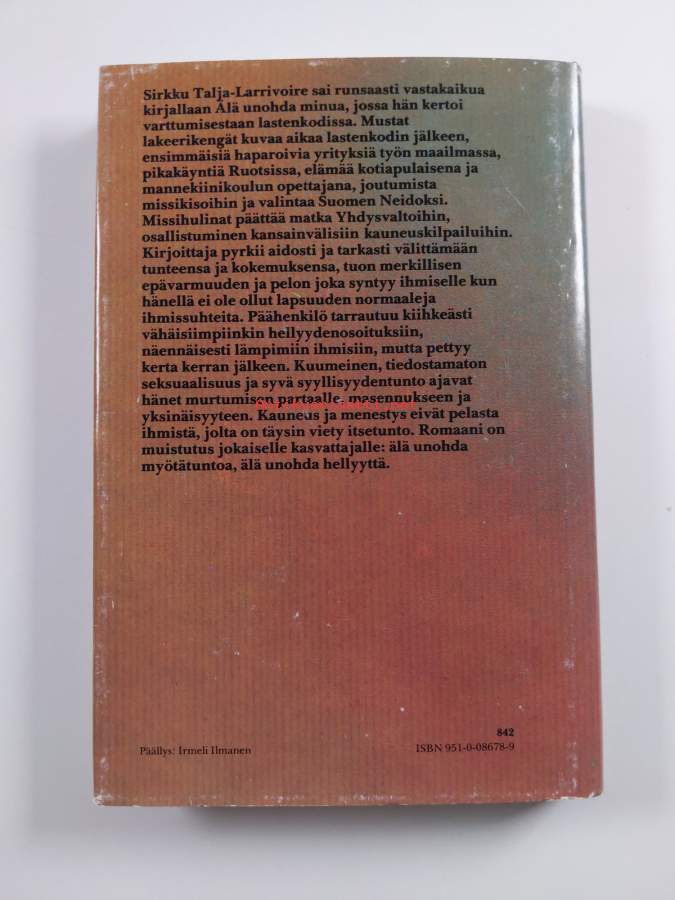 Sirkku Talja-Larrivoire sai runsaasti vastakaikua
kirjallaan Älä unohda minua, jossa hän kertoi
varttumisestaan lastenkodissa. Mustat
lakeerikengät kuvaa aikaa lastenkodin jälkeen,
ensimmäisiä haparoivia yrityksiä työn maailmassa,
pikakäyntiä Ruotsissa, elämää kotiapulaisena ja
mannekiinikoulun opettajana, joutumista
missikisoihin ja valintaa Suomen Neidoksi.
Missihulinat päättää matka Yhdysvaltoihin,
osallistuminen kansainvälisiin kauneuskilpailuihin.
Kirjoittaja pyrkii aidosti ja tarkasti välittämään
tunteensa ja kokemuksensa, tuon merkillisen
epävarmuuden ja pelon joka syntyy ihmiselle kun
hänellä ei ole ollut lapsuuden normaaleja
ihmissuhteita. Päähenkilö tarrautuu kiihkeästi
vähäisiimpiinkin hellyydenosoituksiin,
näennäisesti lämpimiin ihmisiin, mutta pettyy
kerta kerran jälkeen. Kuumeinen, tiedostamaton
seksuaalisuus ja syvä syyllisyydentunto ajavat
hänet murtumisen partaalle, masennukseen ja
yksinäisyyteen. Kauneus ja menestys eivät pelasta
ihmistä, jolta on täysin viety itsetunto. Romaani on
muistutus jokaiselle kasvattajalle: älä unohda
myötätuntoa, älä unohda hellyyttä.
842
Päällys: Irmeli Ilmanen
ISBN 951-0-08678-9